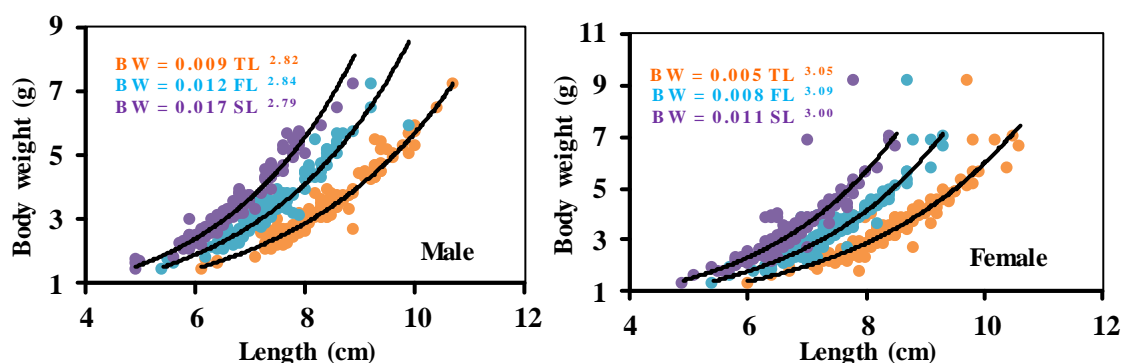 9
7
5
3
1
Body weight (g)
BW = 0.009 TL 2.82
BW = 0.012 FL 2.84
BW = 0.017 SL 2.79
Male
4 6 8 10 12
Length (cm)
11
9
7
5
3
1
Body weight (g)
BW = 0.005 TL 3.05
BW = 0.008 FL 3.09
BW = 0.011 SL 3.00
Female
4 6 8 10 12
Length (cm)